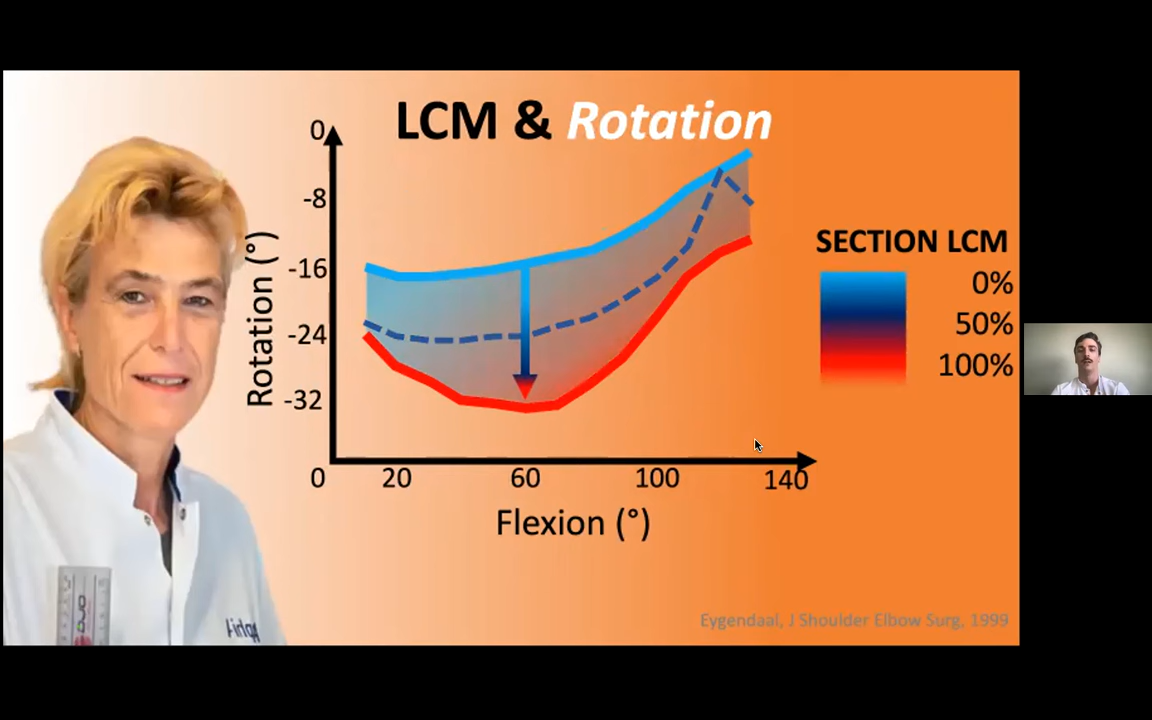 LCM & Rotation
0
-8
-16
-24
-32
Rotation (°)
0 20 60 100 140
Flexion (°)
SECTION LCM
0%
50%
100%
Eygendaal, J Shoulder Elbow Surg, 1999